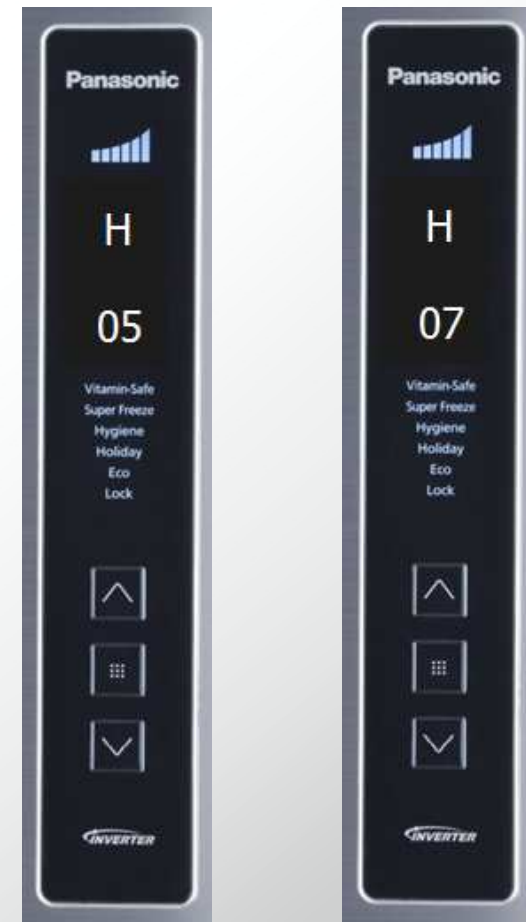 Panasonic
H
05
Vitamin-Safe
Super Freeze
Hygiene
Holiday
Eco
Lock
INVERTER
Panasonic
H
07
Vitamin-Safe
Super Freeze
Hygiene
Holiday
Eco
Lock
INVERTER